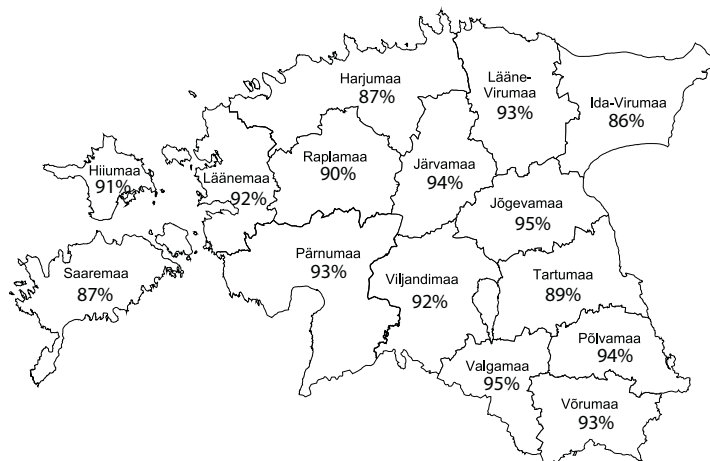 Harjumaa
87%
Lääne-
Virumaa
93%
Ida-Virumaa
86%
Hiiumaa
91%
Läänemaa
92%
Raplamaa
90%
Järvamaa
94%
Jõgevamaa
95%
Saaremaa
87%
Pärnumaa
93%
Viljandimaa
92%
Tartumaa
89%
Valgamaa
95%
Põlvamaa
94%
Võrumaa
93%